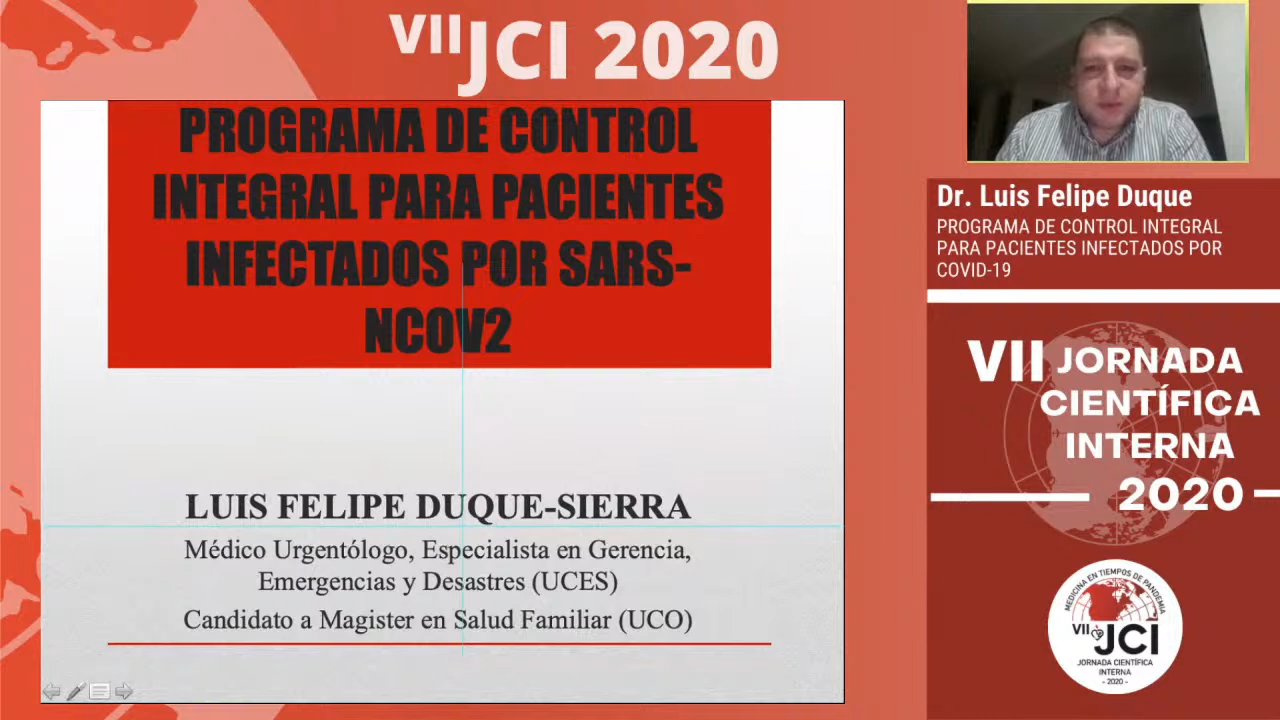 VII JCI 2020
PROGRAMA DE CONTROL
INTEGRAL PARA PACIENTES
INFECTADOS POR SARS-
NCOV2
LUIS FELIPE DUQUE-SIERRA
Médico Urgentólogo, Especialista en Gerencia,
Emergencias y Desastres (UCES)
Candidato a Magister en Salud Familiar (UCO)
Dr. Luis Felipe Duque
PROGRAMA DE CONTROL INTEGRAL
PARA PACIENTES INFECTADOS POR
COVID-19
VII JORNADA
CIENTÍFICA
INTERNA
2020
MEDICINA EN TIEMPOS DE PANDEMIA
VII JCI
JORNADA CIENTÍFICA
INTERNA
- 2020 -